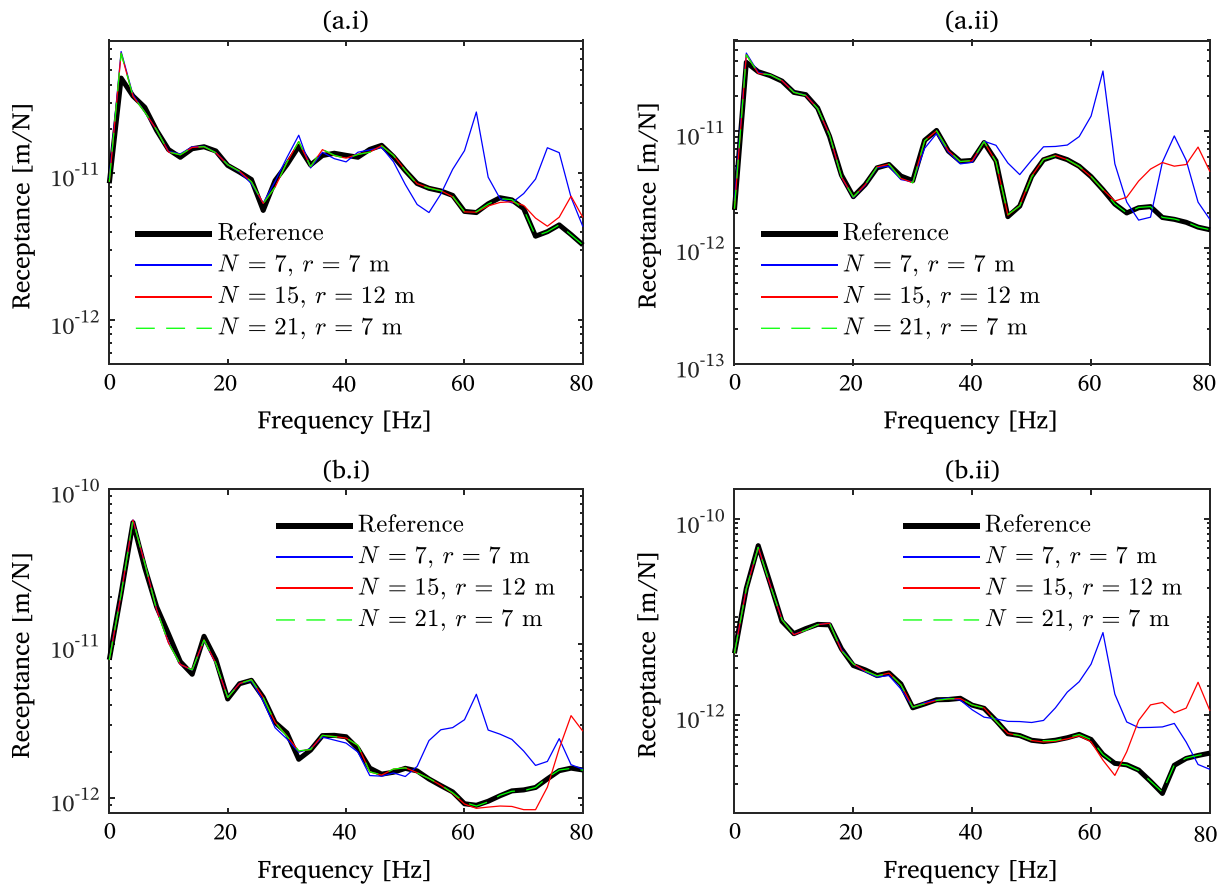 (a.i)
Receptance [m/N]
10^-11
10^-12
Reference
N = 7, r = 7 m
N = 15, r = 12 m
N = 21, r = 7 m
0 20 40 60 80
Frequency [Hz]
(a.ii)
Receptance [m/N]
10^-11
10^-12
10^-13
Reference
N = 7, r = 7 m
N = 15, r = 12 m
N = 21, r = 7 m
0 20 40 60 80
Frequency [Hz]
(b.i)
Receptance [m/N]
10^-10
10^-11
10^-12
Reference
N = 7, r = 7 m
N = 15, r = 12 m
N = 21, r = 7 m
0 20 40 60 80
Frequency [Hz]
(b.ii)
Receptance [m/N]
10^-10
10^-12
Reference
N = 7, r = 7 m
N = 15, r = 12 m
N = 21, r = 7 m
0 20 40 60 80
Frequency [Hz]